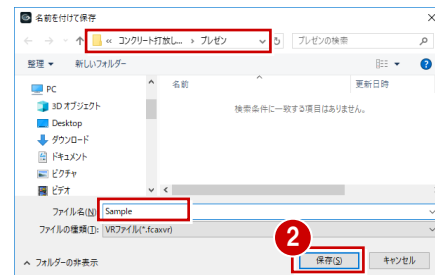 名前を付けて保存
« コンクリート打放し... › プレゼン
プレゼンの検索
整理 ▼ 新しいフォルダー
PC
3D オブジェクト
Desktop
ダウンロード
ドキュメント
ピクチャ
ビデオ
名前 更新日時
検索条件に一致する項目はありません。
ファイル名(N): Sample
ファイルの種類(T): VRファイル(*.fcaxvr)
2
フォルダーの非表示 保存(S) キャンセル